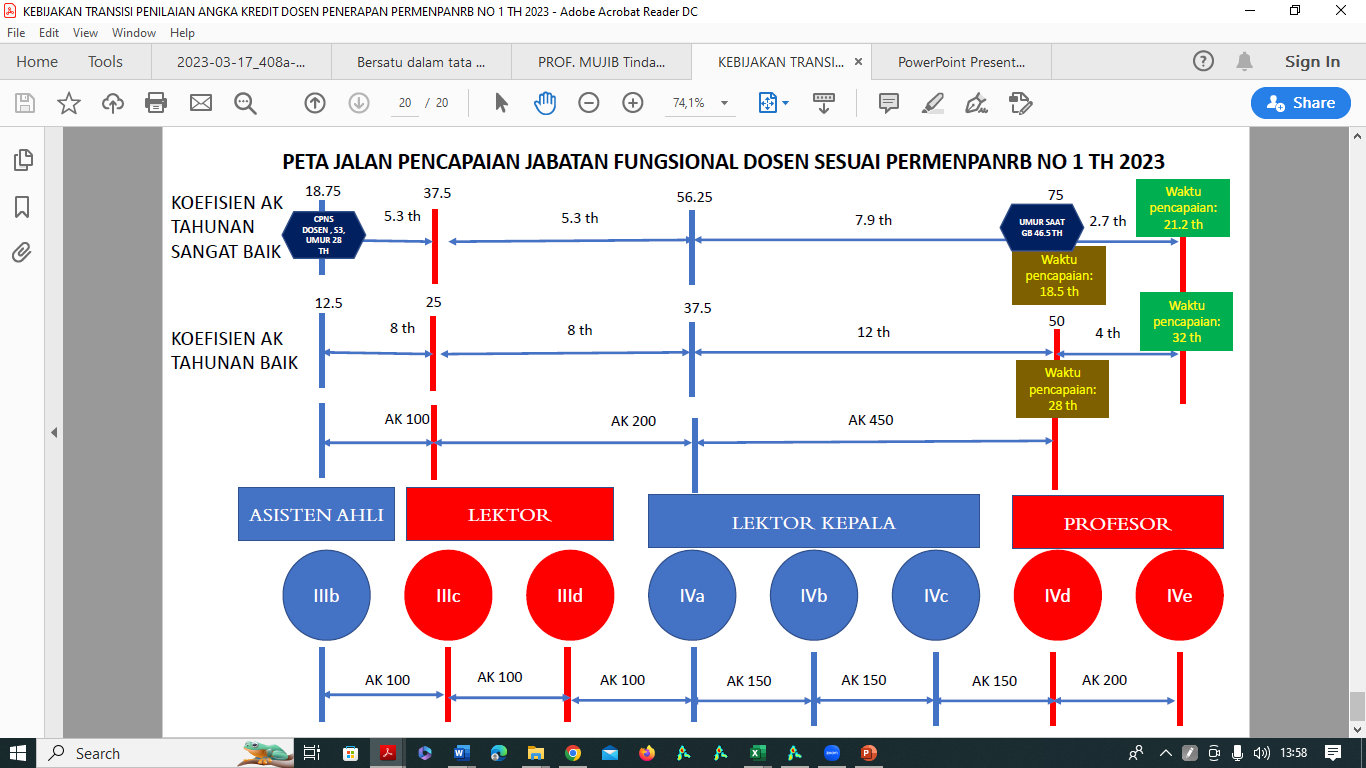 KEBIJAKAN TRANSISI PENILAIAN ANGKA KREDIT DOSEN PENERAPAN PERMENPANRB NO 1 TH 2023 - Adobe Acrobat Reader DC
File Edit View Window Help
Home Tools 2023-03-17_408a-... Bersatu dalam tata ... PROF. MUJIB Tinda... KEBIJAKAN TRANSI... PowerPoint Present... Sign In
20 / 20 74,1% Share
PETA JALAN PENCAPAIAN JABATAN FUNGSIONAL DOSEN SESUAI PERMENPANRB NO 1 TH 2023
KOEFISIEN AK
TAHUNAN
SANGAT BAIK
18.75
37.5
56.25
75
CPNS
DOSEN , S3,
UMUR 28
TH
5.3 th
5.3 th
7.9 th
UMUR SAAT
GB 46.5 TH
2.7 th
Waktu
pencapaian:
21.2 th
Waktu
pencapaian:
18.5 th
KOEFISIEN AK
TAHUNAN BAIK
12.5
25
37.5
50
8 th
8 th
12 th
4 th
Waktu
pencapaian:
32 th
Waktu
pencapaian:
28 th
AK 100
AK 200
AK 450
ASISTEN AHLI
LEKTOR
LEKTOR KEPALA
PROFESOR
IIIb
IIIc
IIId
IVa
IVb
IVc
IVd
IVe
AK 100
AK 100
AK 100
AK 150
AK 150
AK 150
AK 200
Search
13:58